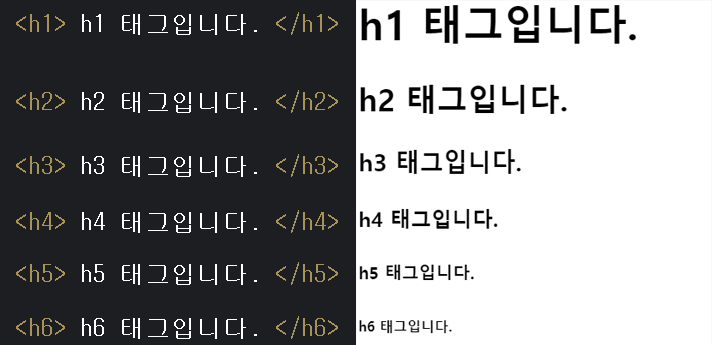 <h1> h1 태그입니다. </h1>
h1 태그입니다.
<h2> h2 태그입니다. </h2>
h2 태그입니다.
<h3> h3 태그입니다. </h3>
h3 태그입니다.
<h4> h4 태그입니다. </h4>
h4 태그입니다.
<h5> h5 태그입니다. </h5>
h5 태그입니다.
<h6> h6 태그입니다. </h6>
h6 태그입니다.